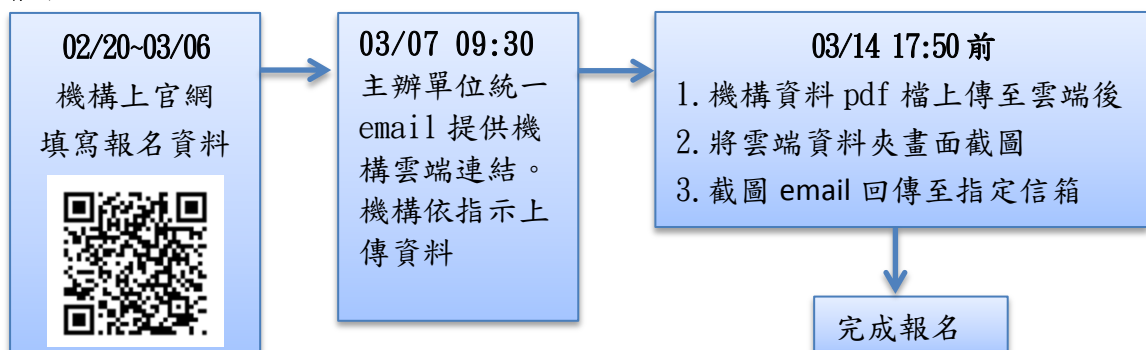 02/20~03/06
機構上官網
填寫報名資料
03/07 09:30
主辦單位統一
email 提供機
構雲端連結。
機構依指示上
傳資料
03/14 17:50 前
1. 機構資料 pdf 檔上傳至雲端後
2. 將雲端資料夾畫面截圖
3. 截圖 email 回傳至指定信箱
完成報名